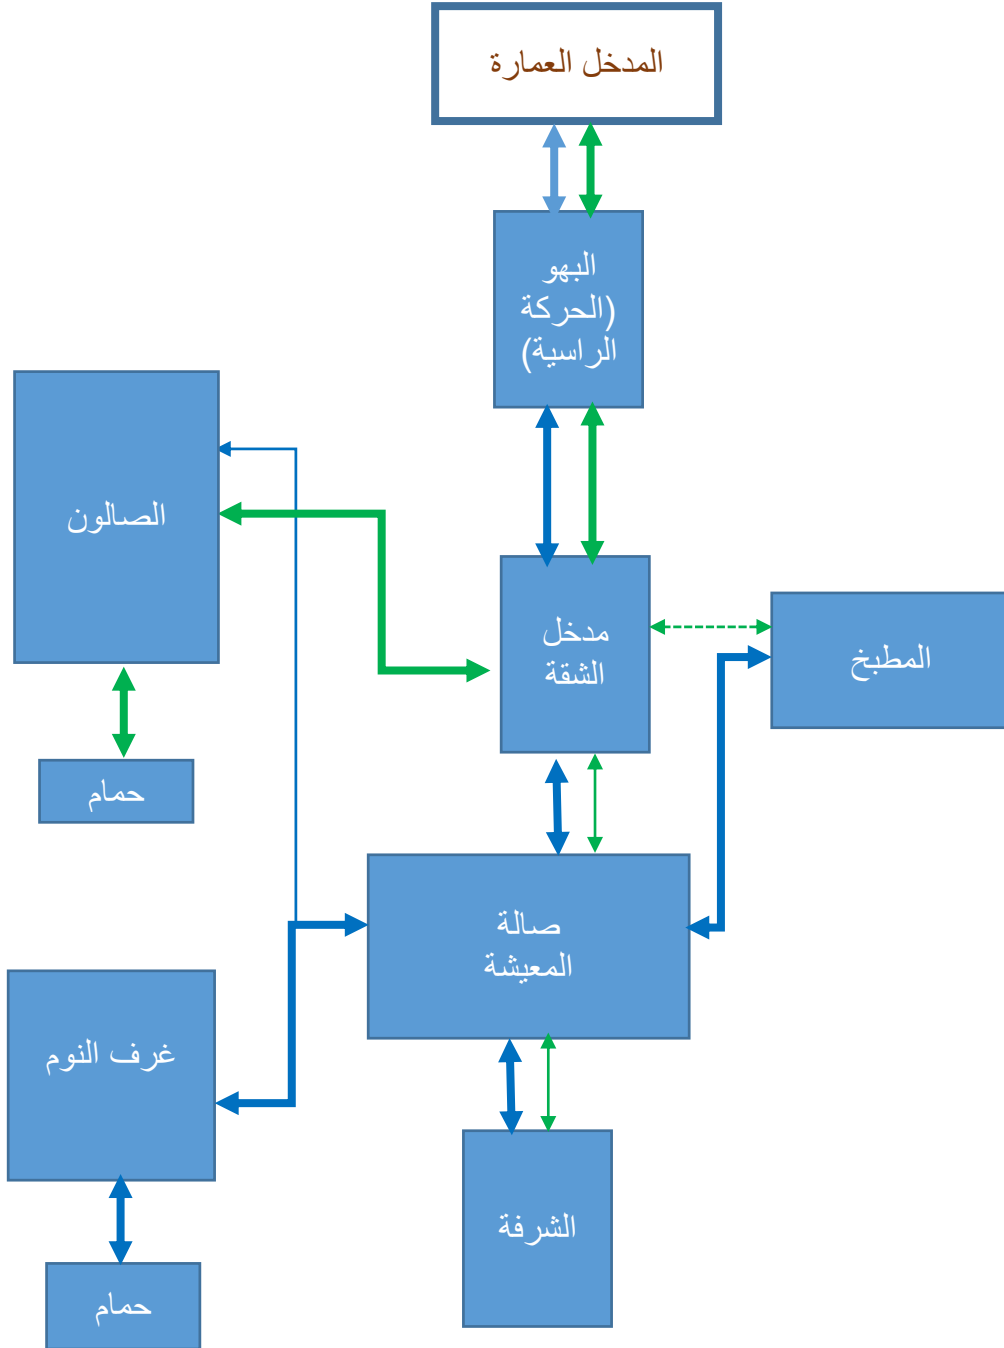 المدخل العمارة
البهو
(الحركة
الراسية)
الصالون
مدخل
الشقة
المطبخ
حمام
صالة
المعيشة
غرف النوم
الشرفة
حمام